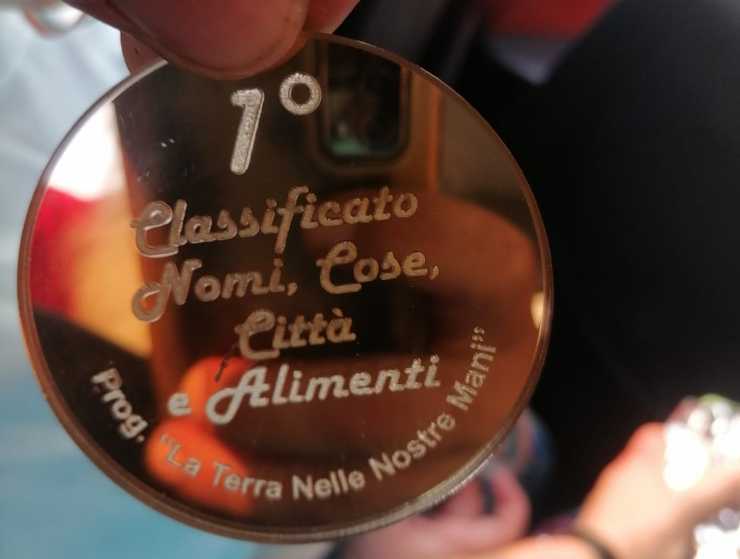 1°
Classificato
Nomi, Cose,
Città
e Alimenti
Prog. "La Terra Nelle Nostre Mani"